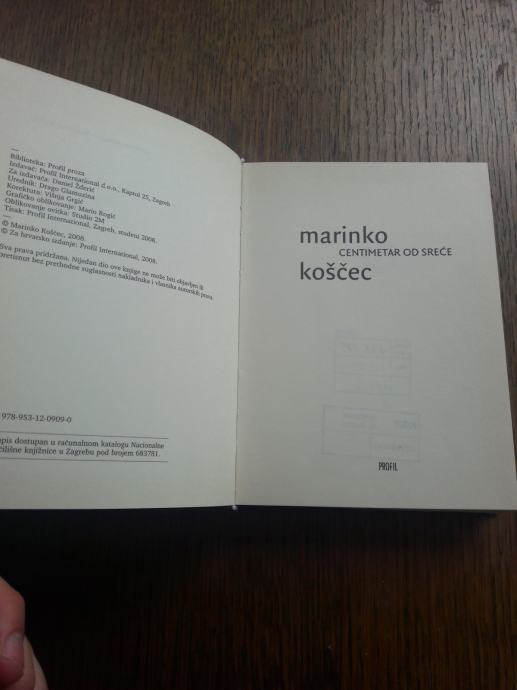 Biblioteka: Profil proza
Izdavač: Profil International d.o.o., Kaptol 25, Zagreb
Za izdavača: Daniel Žderić
Urednik: Drago Glamuzina
Korektura: Višnja Grgić
Grafičko oblikovanje: Mario Rogić
Oblikovanje ovitka: Studio 2M
Tisak: Profil International, Zagreb, studeni 2008.
© Marinko Koščec, 2008.
© Za hrvatsko izdanje: Profil International, 2008.
Sva prava pridržana. Nijedan dio ove knjige ne može biti objavljen ili
pretisnut bez prethodne suglasnosti nakladnika i vlasnika autorskih prava.
978-953-12-0909-0
opis dostupan u računalnom katalogu Nacionalne
čilišne knjižnice u Zagrebu pod brojem 683781.
marinko
CENTIMETAR OD SREĆE
koščec
PROFIL